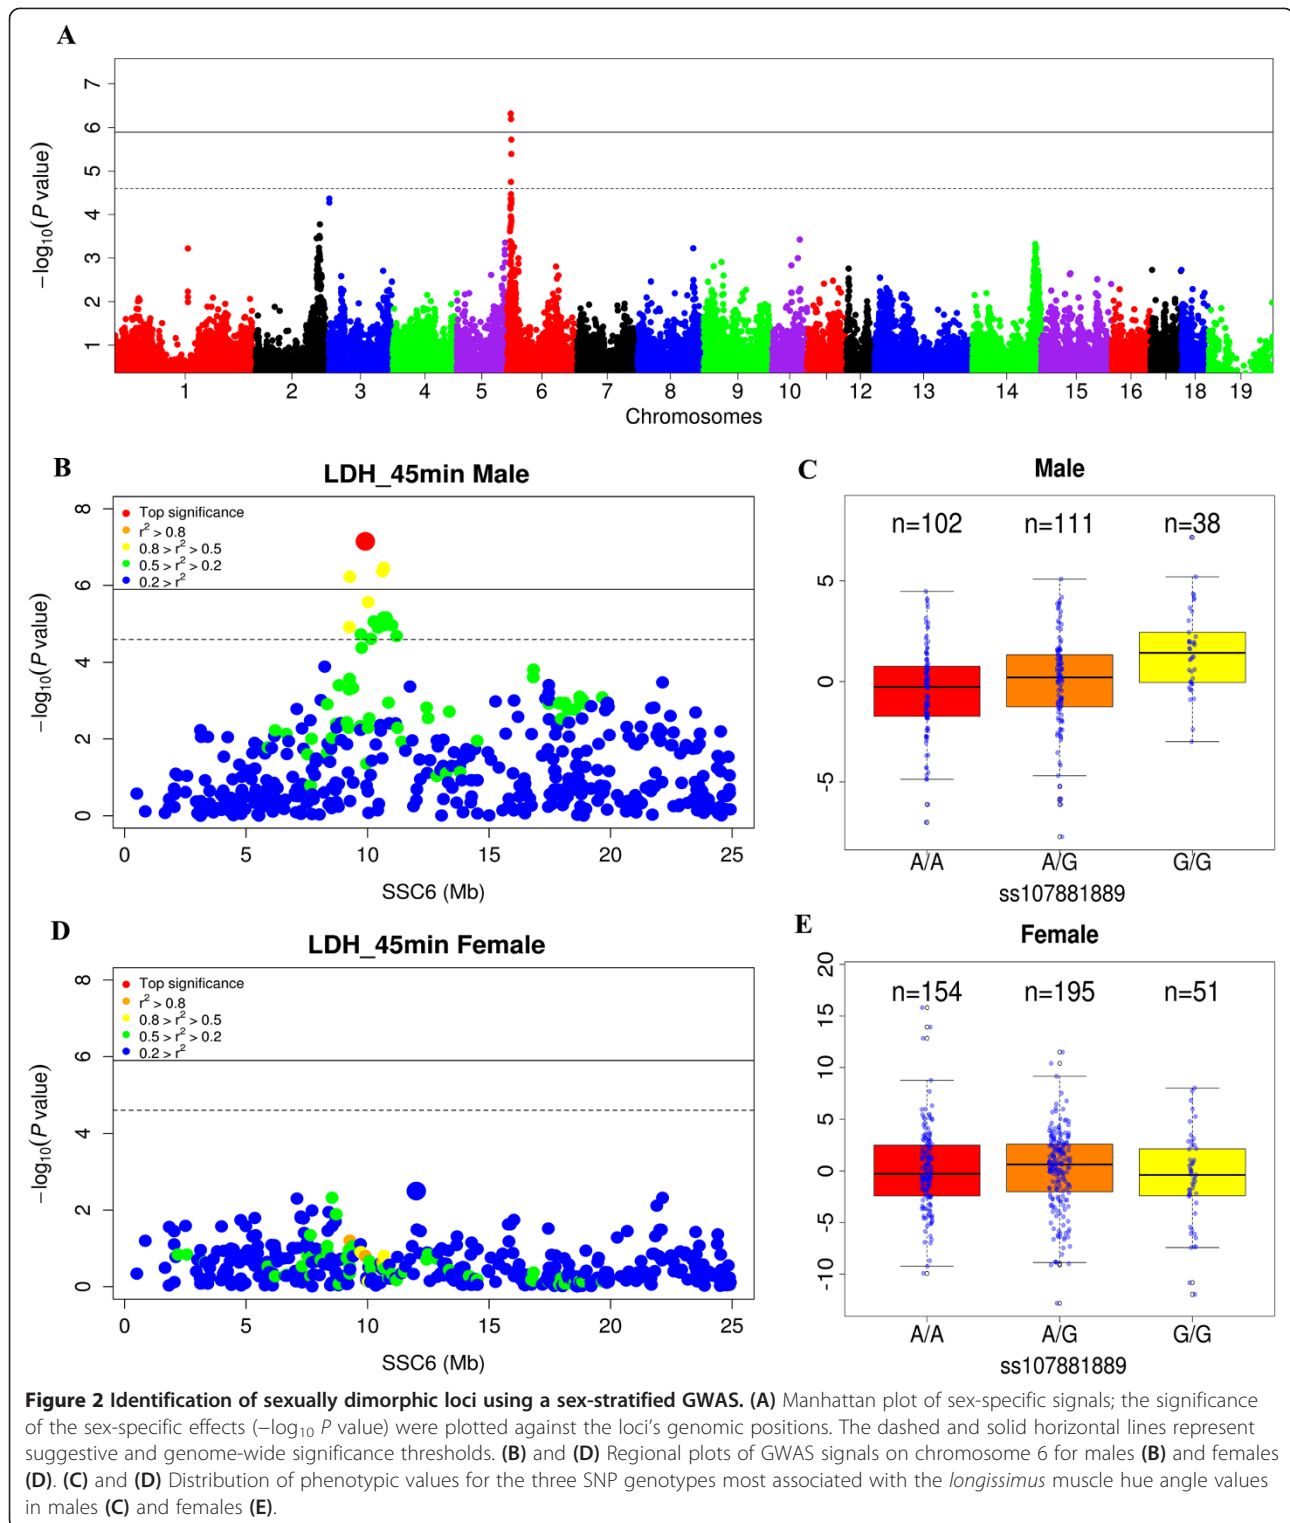 A
−log10(P value)
7
6
5
4
3
2
1
1 2 3 4 5 6 7 8 9 10 12 13 14 15 16 18 19
Chromosomes
B
LDH_45min Male
Top significance
r2 > 0.8
0.8 > r2 > 0.5
0.5 > r2 > 0.2
0.2 > r2
−log10(P value)
8
6
4
2
0
0 5 10 15 20 25
SSC6 (Mb)
C
Male
n=102 n=111 n=38
5
0
-5
A/A A/G G/G
ss107881889
D
LDH_45min Female
Top significance
r2 > 0.8
0.8 > r2 > 0.5
0.5 > r2 > 0.2
0.2 > r2
−log10(P value)
8
6
4
2
0
0 5 10 15 20 25
SSC6 (Mb)
E
Female
n=154 n=195 n=51
20
15
10
5
0
-5
-10
A/A A/G G/G
ss107881889
Figure 2 Identification of sexually dimorphic loci using a sex-stratified GWAS. (A) Manhattan plot of sex-specific signals; the significance
of the sex-specific effects (−log10 P value) were plotted against the loci's genomic positions. The dashed and solid horizontal lines represent
suggestive and genome-wide significance thresholds. (B) and (D) Regional plots of GWAS signals on chromosome 6 for males (B) and females
(D). (C) and (D) Distribution of phenotypic values for the three SNP genotypes most associated with the longissimus muscle hue angle values
in males (C) and females (E).